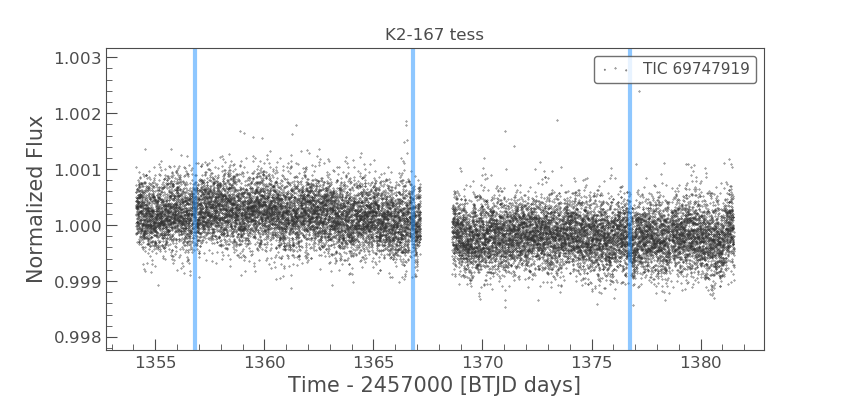 K2-167 tess
TIC 69747919
Normalized Flux
1.003
1.002
1.001
1.000
0.999
0.998
1355 1360 1365 1370 1375 1380
Time - 2457000 [BTJD days]